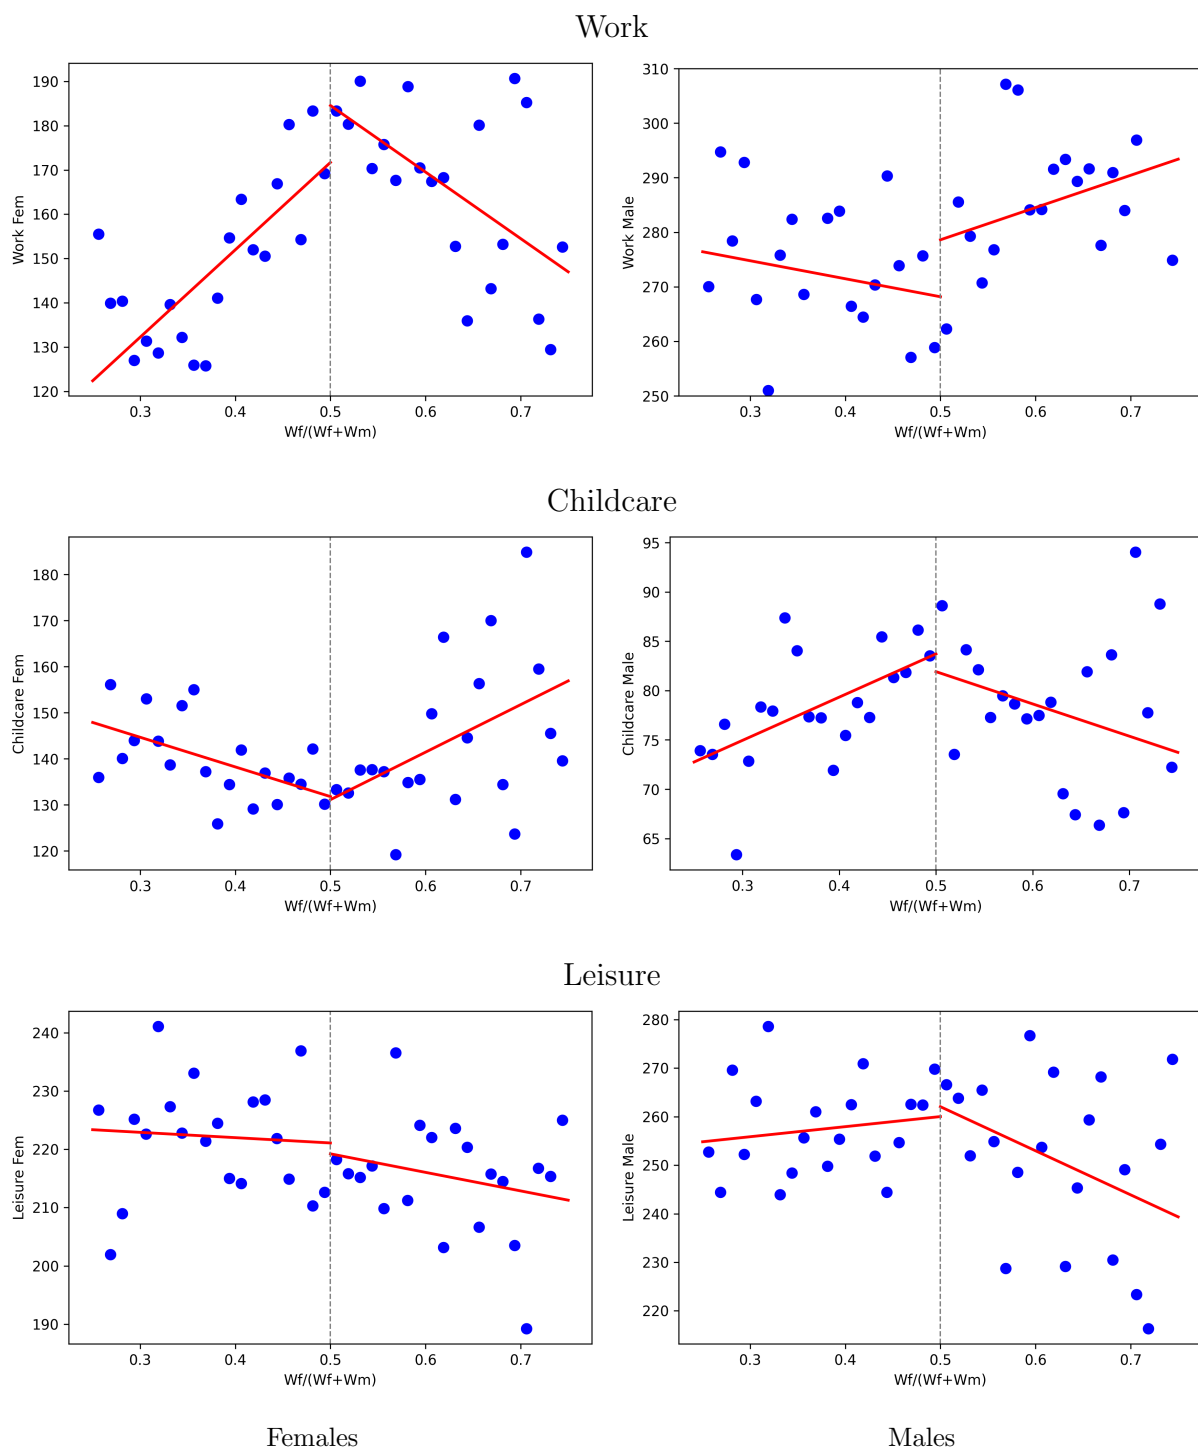 Work
190
180
170
160
150
140
130
120
Work Fem
0.3 0.4 0.5 0.6 0.7
Wf/(Wf+Wm)
310
300
290
280
270
260
250
Work Male
0.3 0.4 0.5 0.6 0.7
Wf/(Wf+Wm)
Childcare
180
170
160
150
140
130
120
Childcare Fem
0.3 0.4 0.5 0.6 0.7
Wf/(Wf+Wm)
95
90
85
80
75
70
65
Childcare Male
0.3 0.4 0.5 0.6 0.7
Wf/(Wf+Wm)
Leisure
240
230
220
210
200
190
Leisure Fem
0.3 0.4 0.5 0.6 0.7
Wf/(Wf+Wm)
280
270
260
250
240
230
220
Leisure Male
0.3 0.4 0.5 0.6 0.7
Wf/(Wf+Wm)
Females Males